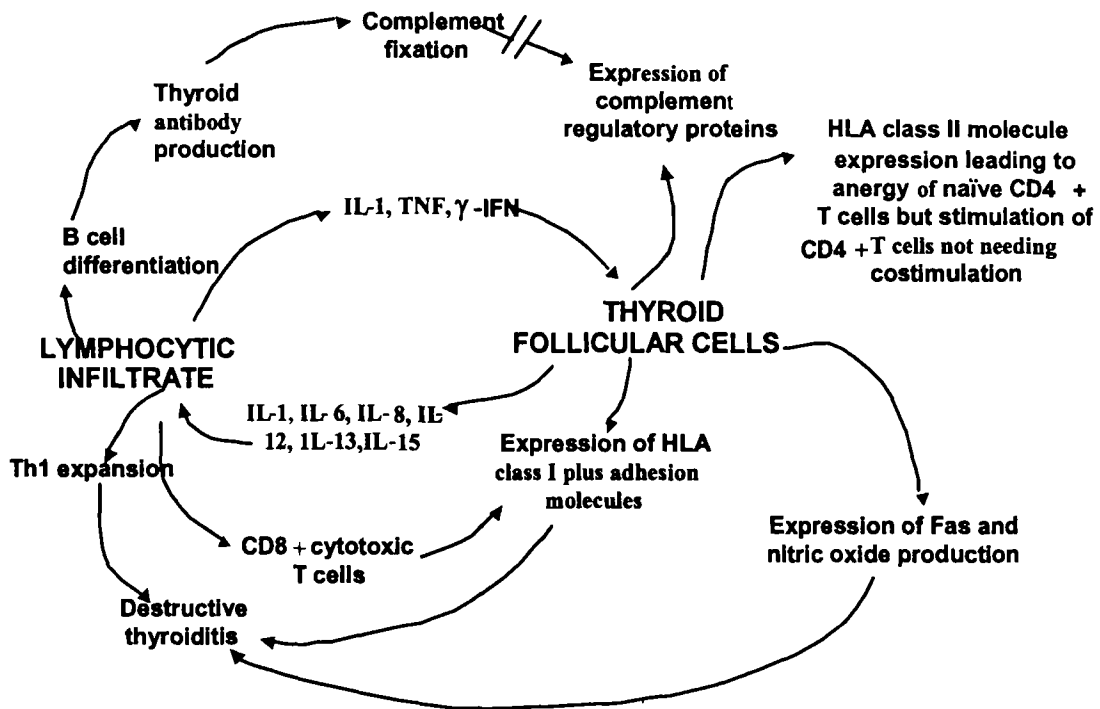 Complement
fixation
Expression of
complement
regulatory proteins
Thyroid
antibody
production
HLA class II molecule
expression leading to
anergy of naïve CD4 +
T cells but stimulation of
CD4 + T cells not needing
costimulation
IL-1, TNF, γ -IFN
B cell
differentiation
THYROID
FOLLICULAR CELLS
LYMPHOCYTIC
INFILTRATE
IL-1, IL- 6, IL- 8, IL-
12, 1L-13,IL-15
Expression of HLA
class I plus adhesion
molecules
Th1 expansion
Expression of Fas and
nitric oxide production
CD8 + cytotoxic
T cells
Destructive
thyroiditis